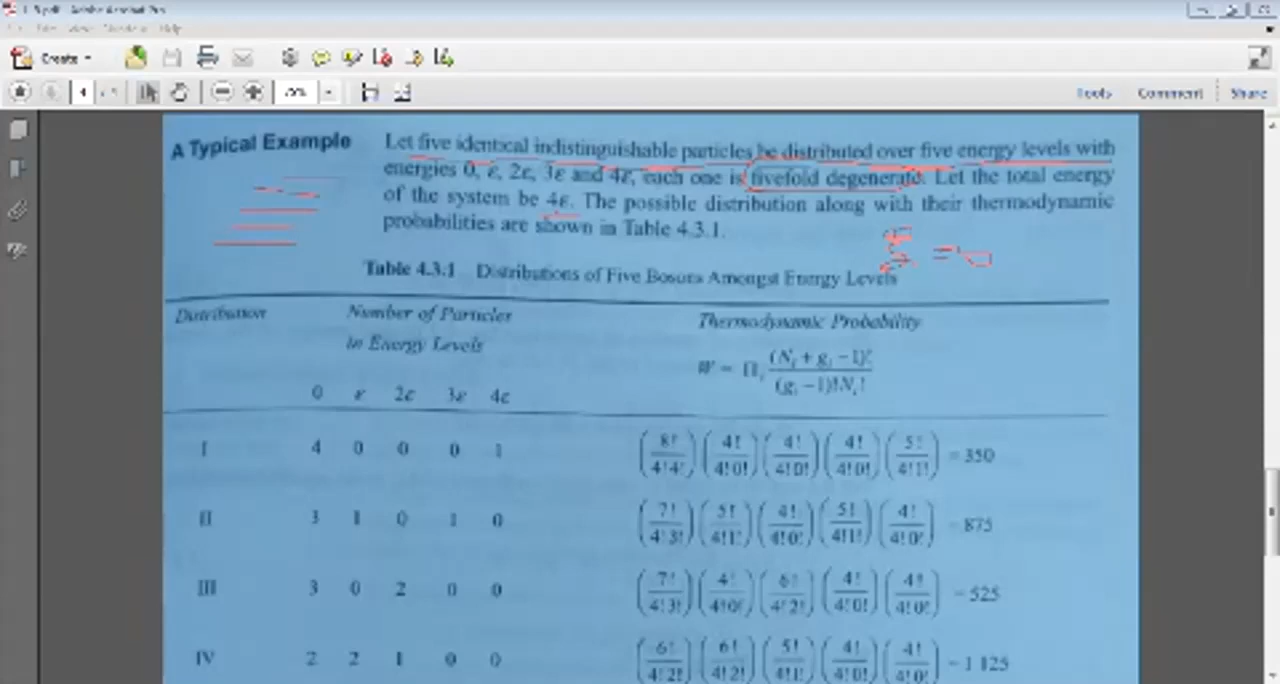 Create
4
75%
Tools
Comment
Share
A Typical Example
Let five identical indistinguishable particles be distributed over five energy levels with
energies 0, ε, 2ε, 3ε and 4ε, each one is fivefold degenerate. Let the total energy
of the system be 4ε. The possible distribution along with their thermodynamic
probabilities are shown in Table 4.3.1.
Table 4.3.1 Distributions of Five Bosons Amongst Energy Levels
Distribution
Number of Particles
in Energy Levels
Thermodynamic Probability
W = Πᵢ (Nᵢ + gᵢ − 1)! / (gᵢ − 1)! Nᵢ!
0 ε 2ε 3ε 4ε
I 4 0 0 0 1 (8!/4!4!) (4!/4!0!) (4!/4!0!) (4!/4!0!) (5!/4!1!) = 350
II 3 1 0 1 0 (7!/4!3!) (5!/4!1!) (4!/4!0!) (5!/4!1!) (4!/4!0!) = 875
III 3 0 2 0 0 (7!/4!3!) (4!/4!0!) (6!/4!2!) (4!/4!0!) (4!/4!0!) = 525
IV 2 2 1 0 0 (6!/4!2!) (6!/4!2!) (5!/4!1!) (4!/4!0!) (4!/4!0!) = 1 125